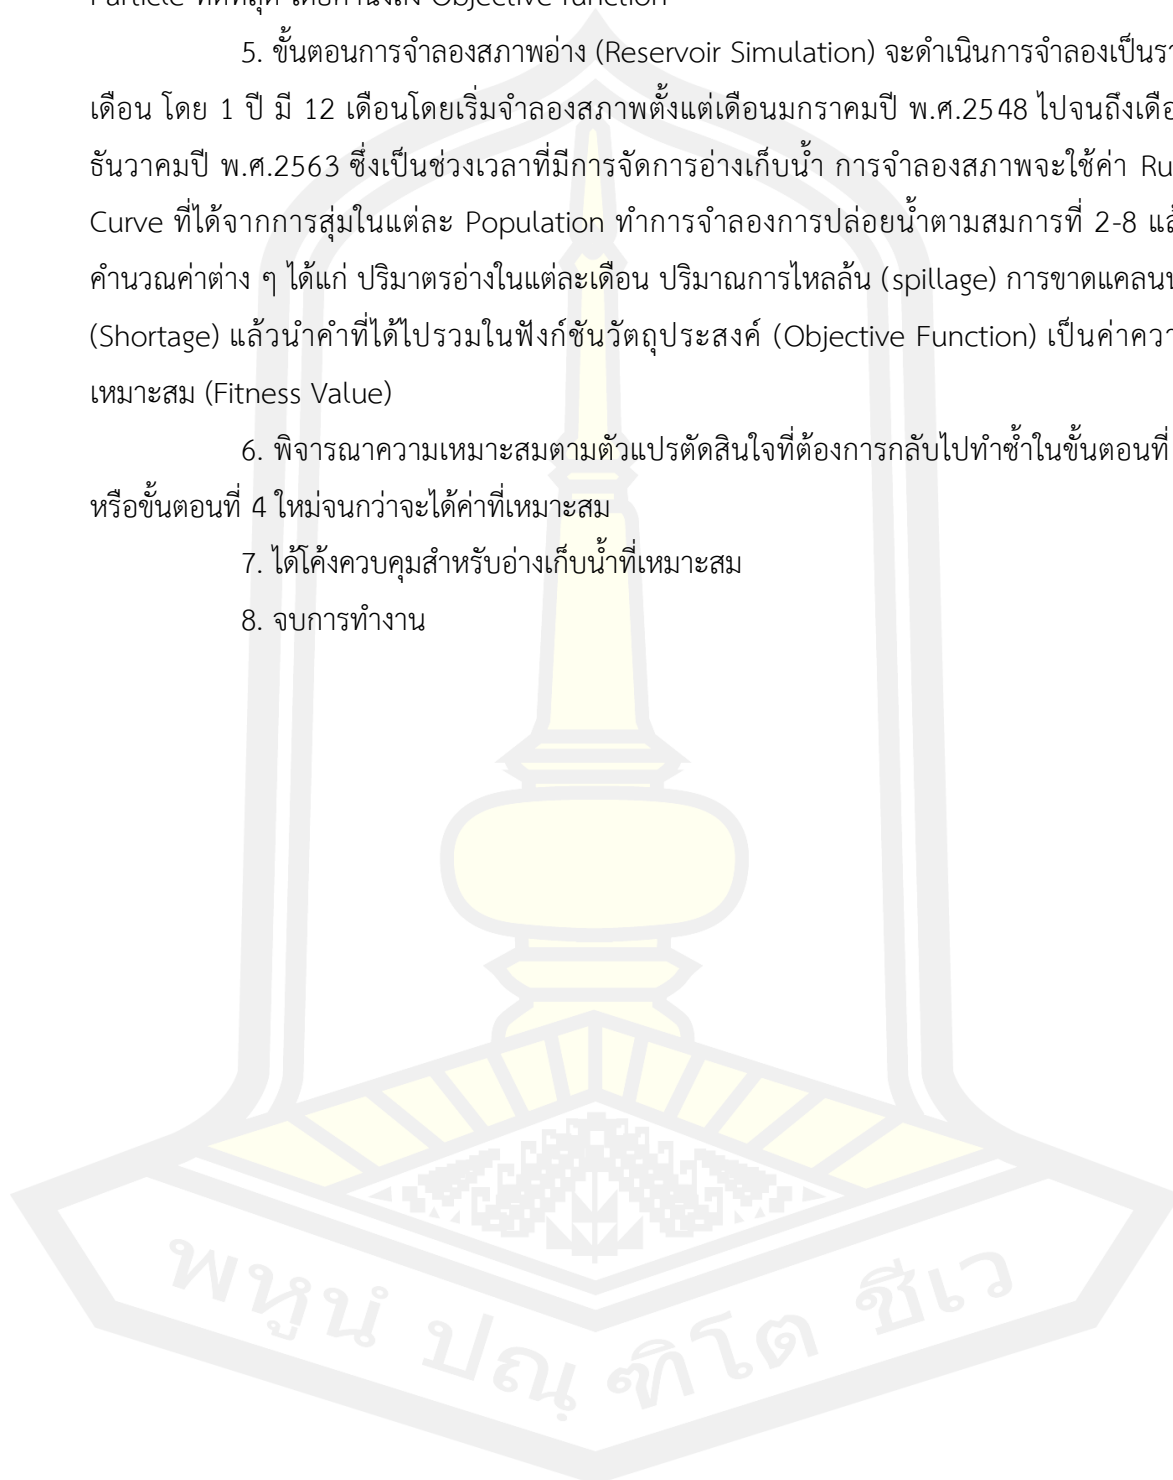 Objective function
5. ขั้นตอนการจำลองสภาพอ่าง (Reservoir Simulation) จะดำเนินการจำลองเป็นรา
เดือน โดย 1 ปี มี 12 เดือนโดยเริ่มจำลองสภาพตั้งแต่เดือนมกราคมปี พ.ศ.2548 ไปจนถึงเดือ
ธันวาคมปี พ.ศ.2563 ซึ่งเป็นช่วงเวลาที่มีการจัดการอ่างเก็บน้ำ การจำลองสภาพจะใช้ค่า Ru
Curve ที่ได้จากการสุ่มในแต่ละ Population ทำการจำลองการปล่อยน้ำตามสมการที่ 2-8 แล้
คำนวณค่าต่าง ๆ ได้แก่ ปริมาตรอ่างในแต่ละเดือน ปริมาณการไหลล้น (spillage) การขาดแคลนน
(Shortage) แล้วนำคำที่ได้ไปรวมในฟังก์ชันวัตถุประสงค์ (Objective Function) เป็นค่าควา
เหมาะสม (Fitness Value)
6. พิจารณาความเหมาะสมตามตัวแปรตัดสินใจที่ต้องการกลับไปทำซ้ำในขั้นตอนที่
หรือขั้นตอนที่ 4 ใหม่จนกว่าจะได้ค่าที่เหมาะสม
7. ได้โค้งควบคุมสำหรับอ่างเก็บน้ำที่เหมาะสม
8. จบการทำงาน
พหูนํ ปณฺฑิโต ชีเว